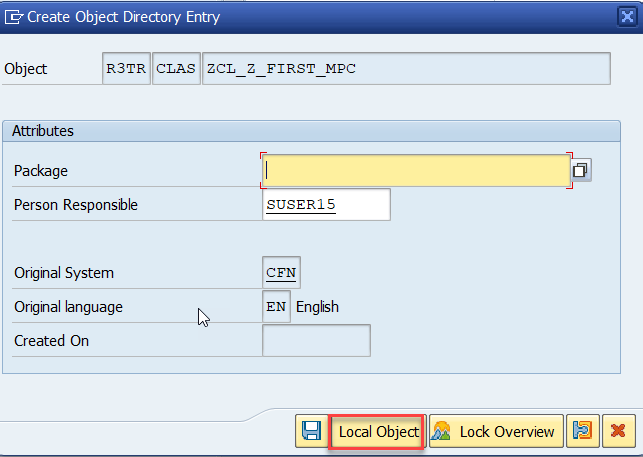 Create Object Directory Entry
Object R3TR CLAS ZCL_Z_FIRST_MPC
Attributes
Package
Person Responsible SUSER15
Original System CFN
Original language EN English
Created On
Local Object Lock Overview